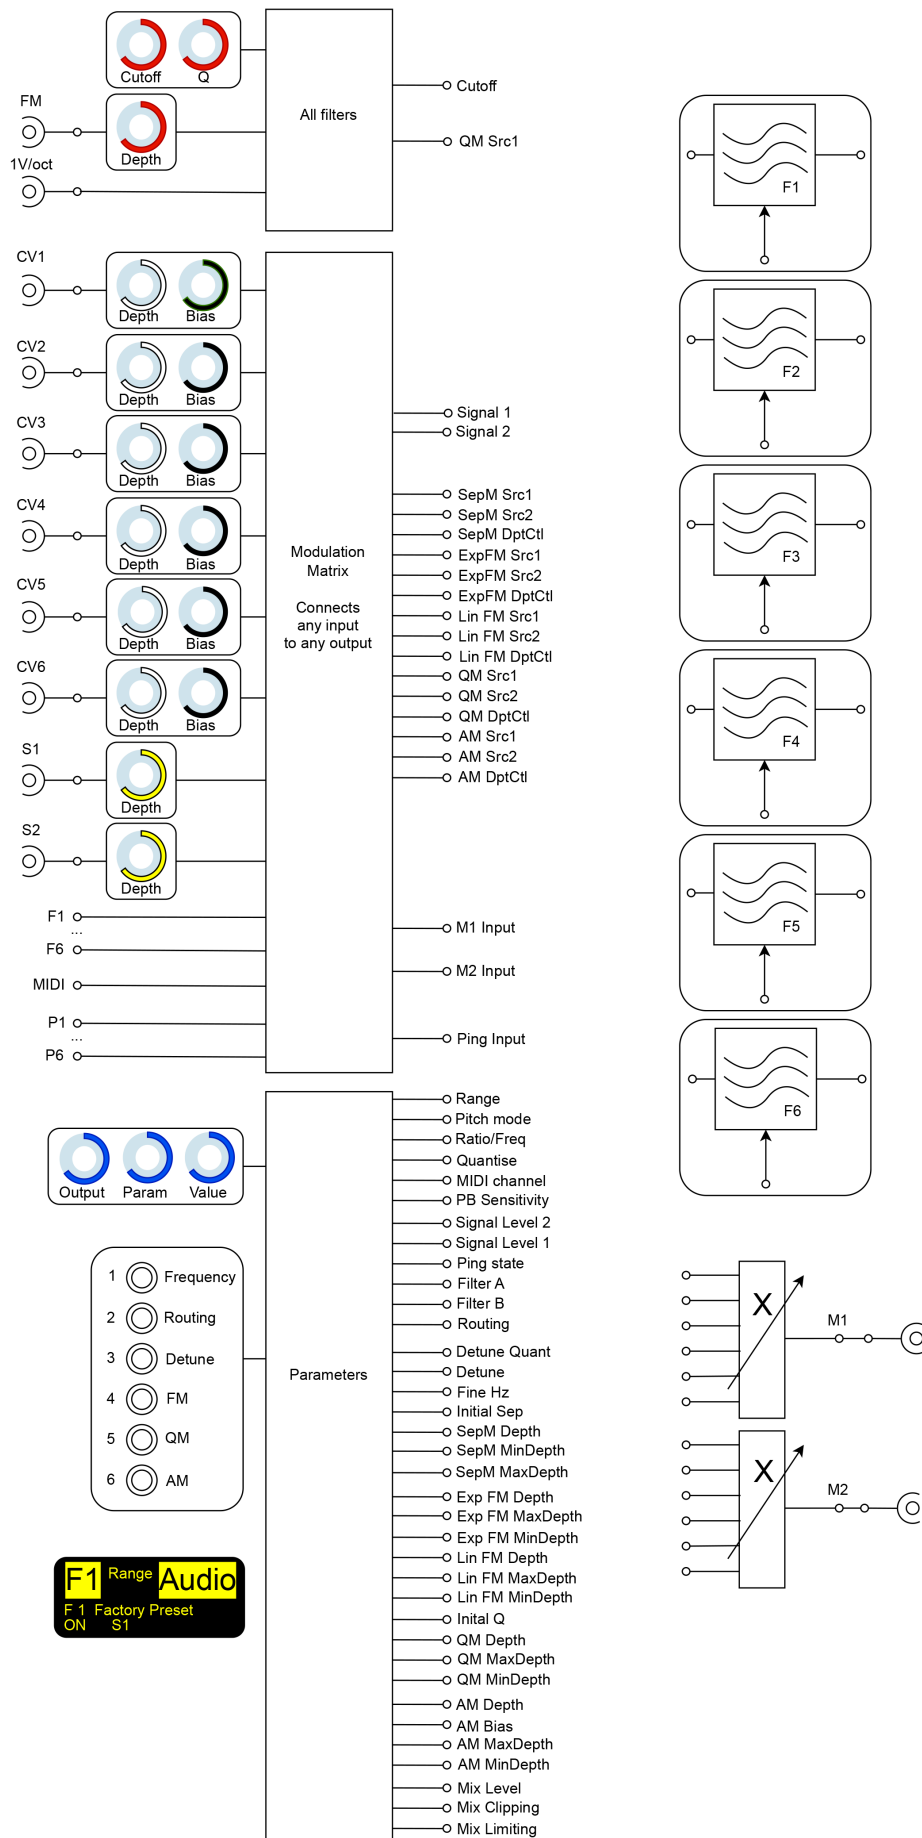 Cutoff
Q
FM
Depth
1V/oct
All filters
Cutoff
QM Src1
CV1
Depth
Bias
CV2
Depth
Bias
CV3
Depth
Bias
CV4
Depth
Bias
CV5
Depth
Bias
CV6
Depth
Bias
S1
Depth
S2
Depth
F1
...
F6
MIDI
P1
...
P6
Modulation
Matrix
Connects
any input
to any output
Signal 1
Signal 2
SepM Src1
SepM Src2
SepM DptCtl
ExpFM Src1
ExpFM Src2
ExpFM DptCtl
Lin FM Src1
Lin FM Src2
Lin FM DptCtl
QM Src1
QM Src2
QM DptCtl
AM Src1
AM Src2
AM DptCtl
M1 Input
M2 Input
Ping Input
Output
Param
Value
1 Frequency
2 Routing
3 Detune
4 FM
5 QM
6 AM
F1 Range Audio
F 1 Factory Preset
ON S1
Parameters
Range
Pitch mode
Ratio/Freq
Quantise
MIDI channel
PB Sensitivity
Signal Level 2
Signal Level 1
Ping state
Filter A
Filter B
Routing
Detune Quant
Detune
Fine Hz
Initial Sep
SepM Depth
SepM MinDepth
SepM MaxDepth
Exp FM Depth
Exp FM MaxDepth
Exp FM MinDepth
Lin FM Depth
Lin FM MaxDepth
Lin FM MinDepth
Inital Q
QM Depth
QM MaxDepth
QM MinDepth
AM Depth
AM Bias
AM MaxDepth
AM MinDepth
Mix Level
Mix Clipping
Mix Limiting
F1
F2
F3
F4
F5
F6
X
M1
X
M2